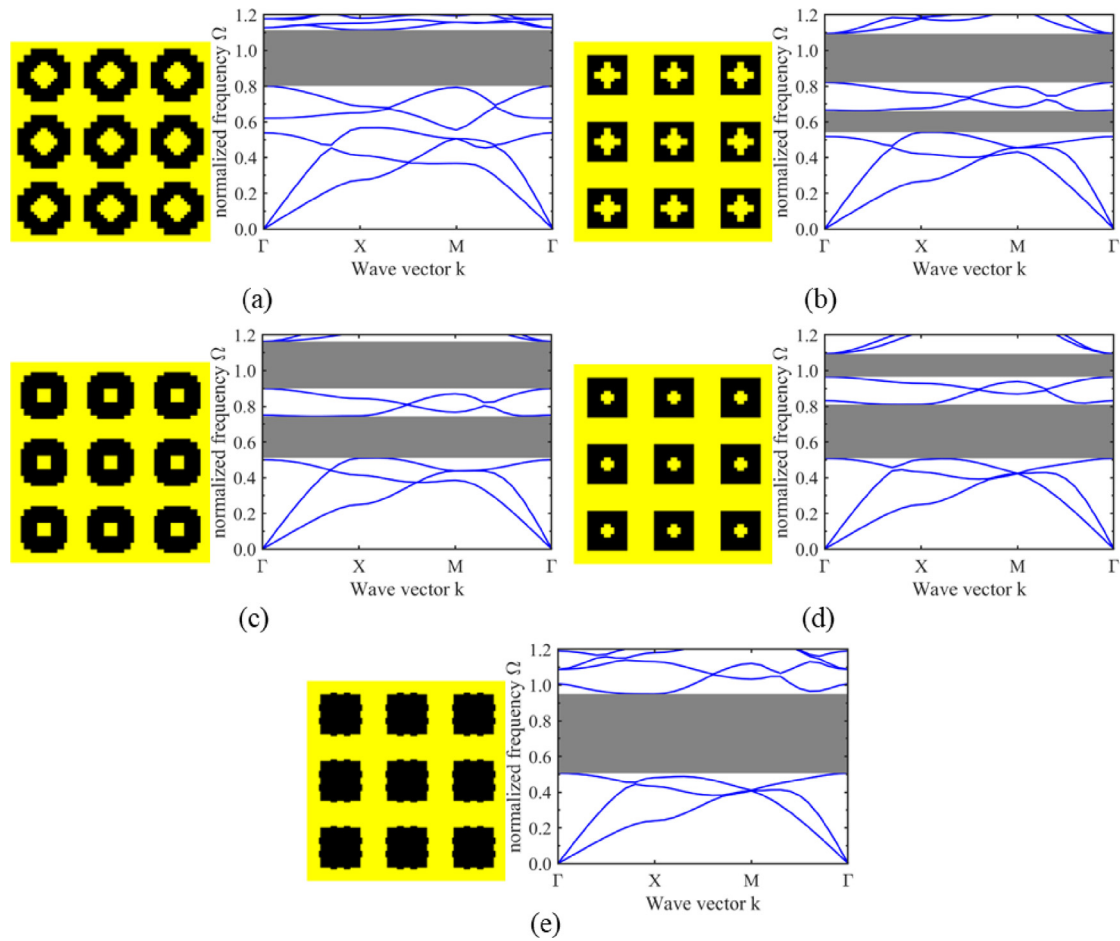 normalized frequency Ω
1.2
1.0
0.8
0.6
0.4
0.2
0.0
Γ X M Γ
Wave vector k
(a)
normalized frequency Ω
1.2
1.0
0.8
0.6
0.4
0.2
0.0
Γ X M Γ
Wave vector k
(b)
normalized frequency Ω
1.2
1.0
0.8
0.6
0.4
0.2
0.0
Γ X M Γ
Wave vector k
(c)
normalized frequency Ω
1.2
1.0
0.8
0.6
0.4
0.2
0.0
Γ X M Γ
Wave vector k
(d)
normalized frequency Ω
1.2
1.0
0.8
0.6
0.4
0.2
0.0
Γ X M Γ
Wave vector k
(e)